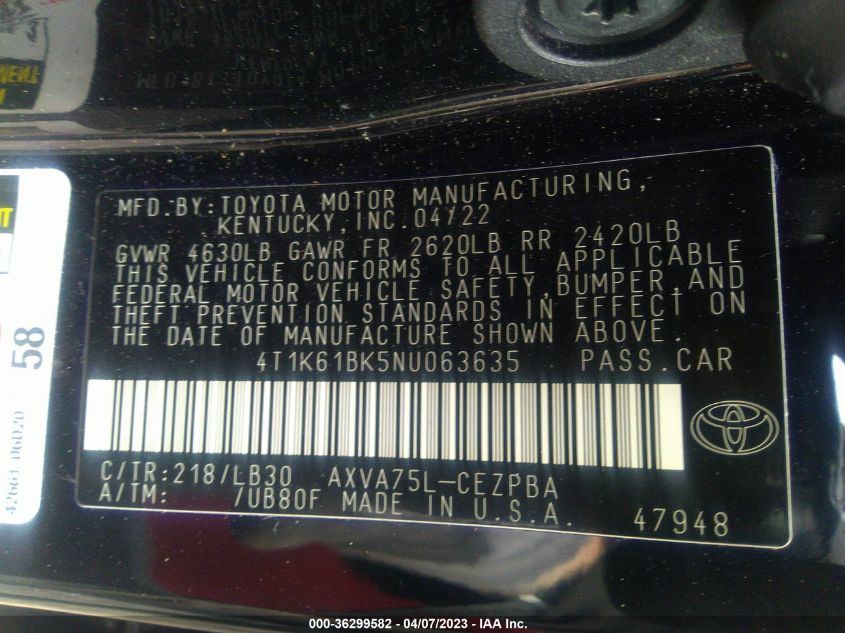 MFD.BY:TOYOTA MOTOR MANUFACTURING,
KENTUCKY,INC.04/22
GVWR 4630LB GAWR FR 2620LB RR 2420LB
THIS VEHICLE CONFORMS TO ALL APPLICABLE
FEDERAL MOTOR VEHICLE SAFETY,BUMPER,AND
THEFT PREVENTION STANDARDS IN EFFECT ON
THE DATE OF MANUFACTURE SHOWN ABOVE.
4T1K61BK5NU063635 PASS.CAR
C/TR:218/LB30 AXVA75L-CEZPBA
A/TM: /UB80F MADE IN U.S.A.
47948
58
42661 06D20
000-36299582 - 04/07/2023 - IAA Inc.